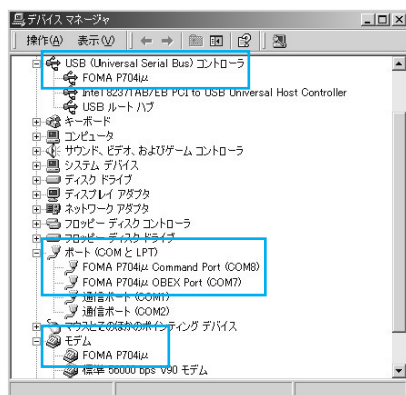 デバイス マネージャ
操作(A) 表示(V)
USB (Universal Serial Bus) コントローラ
FOMA P704iμ
Intel 82371AB/EB PCI to USB Universal Host Controller
USB ルート ハブ
キーボード
コンピュータ
サウンド、ビデオ、およびゲーム コントローラ
システム デバイス
ディスク ドライブ
ディスプレイ アダプタ
ネットワーク アダプタ
フロッピー ディスク コントローラ
フロッピー ディスク ドライブ
ポート (COM と LPT)
FOMA P704iμ Command Port (COM8)
FOMA P704iμ OBEX Port (COM7)
通信ポート (COM1)
通信ポート (COM2)
マウスとそのほかのポインティング デバイス
モデム
FOMA P704iμ
標準 56000 bps V90 モデム